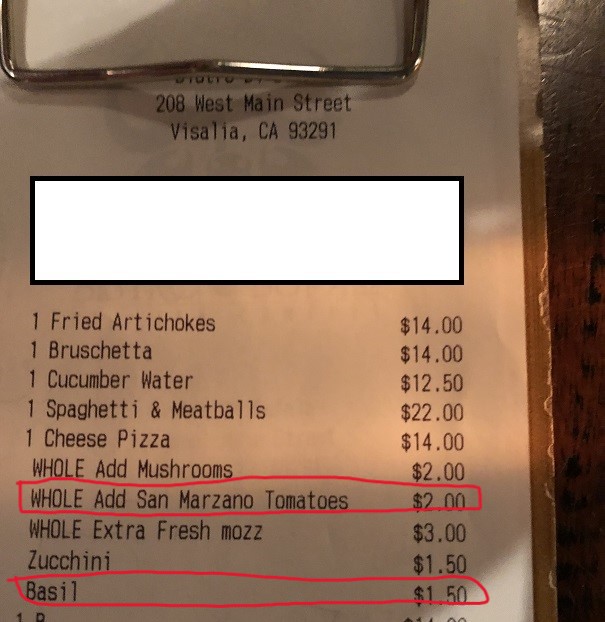 208 West Main Street
Visalia, CA 93291
1 Fried Artichokes $14.00
1 Bruschetta $14.00
1 Cucumber Water $12.50
1 Spaghetti & Meatballs $22.00
1 Cheese Pizza $14.00
WHOLE Add Mushrooms $2.00
WHOLE Add San Marzano Tomatoes $2.00
WHOLE Extra Fresh mozz $3.00
Zucchini $1.50
Basil $1.50